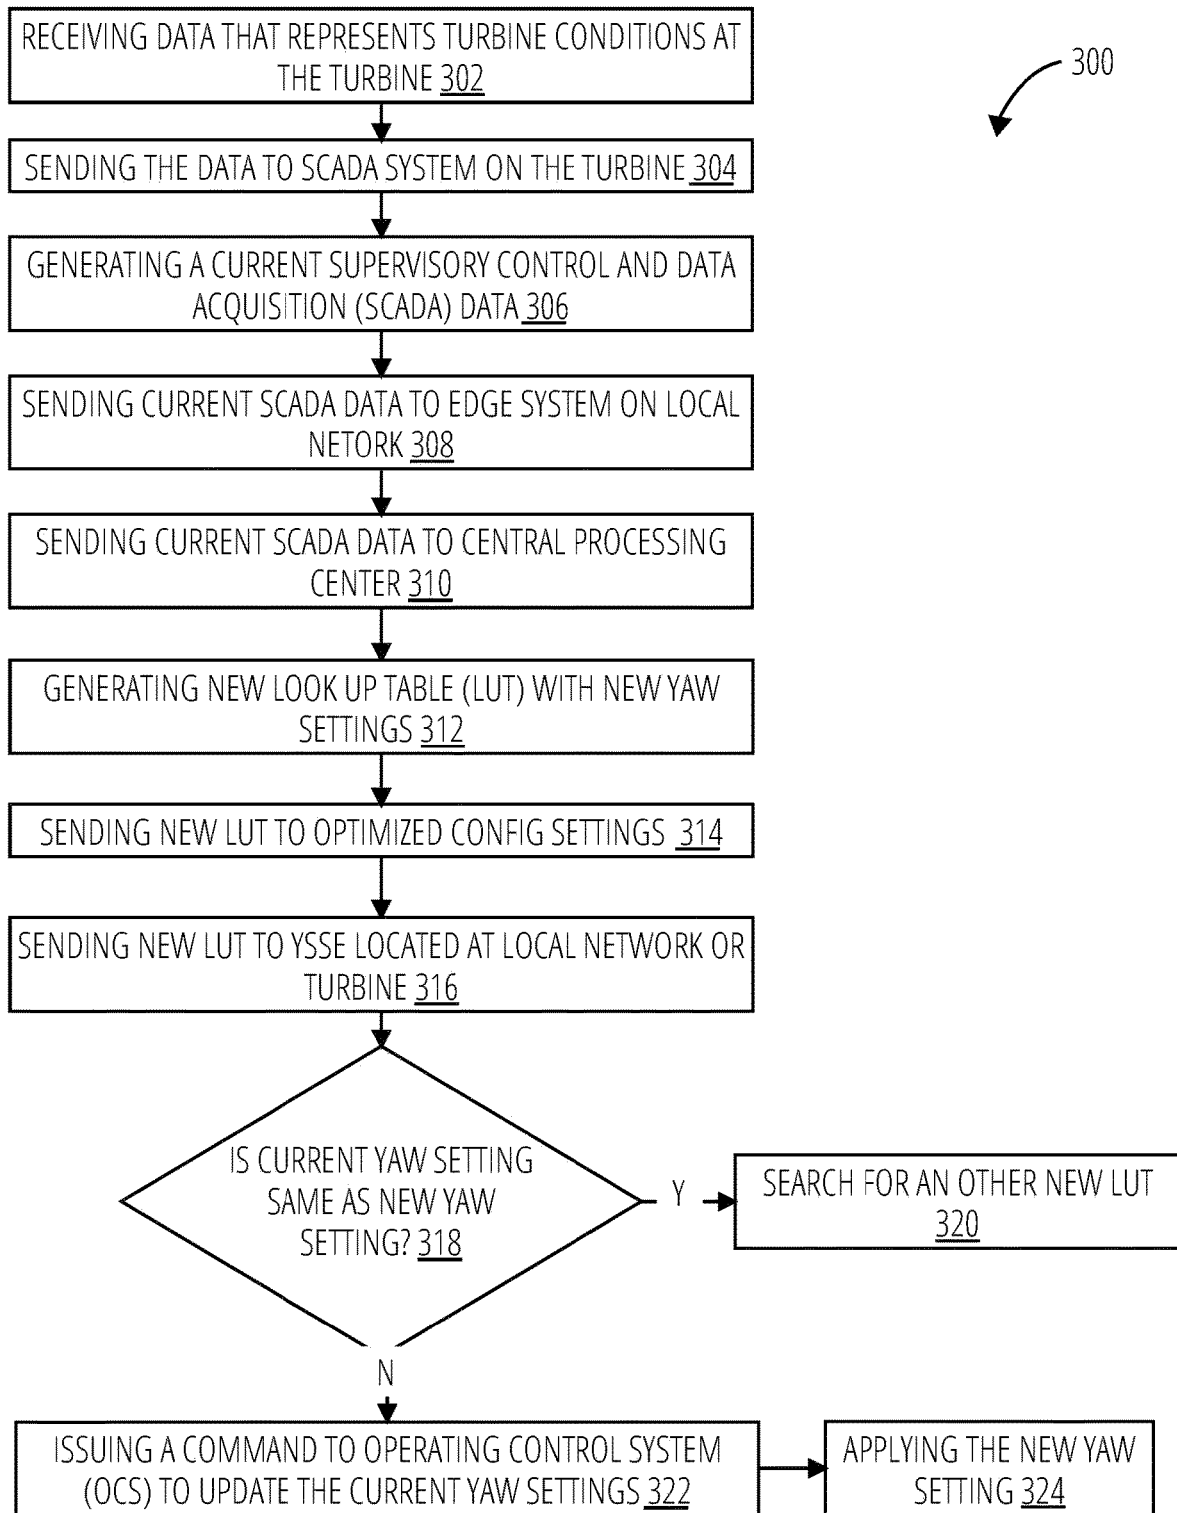 RECEIVING DATA THAT REPRESENTS TURBINE CONDITIONS AT
THE TURBINE 302
300
SENDING THE DATA TO SCADA SYSTEM ON THE TURBINE 304
GENERATING A CURRENT SUPERVISORY CONTROL AND DATA
ACQUISITION (SCADA) DATA 306
SENDING CURRENT SCADA DATA TO EDGE SYSTEM ON LOCAL
NETORK 308
SENDING CURRENT SCADA DATA TO CENTRAL PROCESSING
CENTER 310
GENERATING NEW LOOK UP TABLE (LUT) WITH NEW YAW
SETTINGS 312
SENDING NEW LUT TO OPTIMIZED CONFIG SETTINGS 314
SENDING NEW LUT TO YSSE LOCATED AT LOCAL NETWORK OR
TURBINE 316
IS CURRENT YAW SETTING
SAME AS NEW YAW
SETTING? 318
Y
SEARCH FOR AN OTHER NEW LUT
320
N
ISSUING A COMMAND TO OPERATING CONTROL SYSTEM
(OCS) TO UPDATE THE CURRENT YAW SETTINGS 322
APPLYING THE NEW YAW
SETTING 324